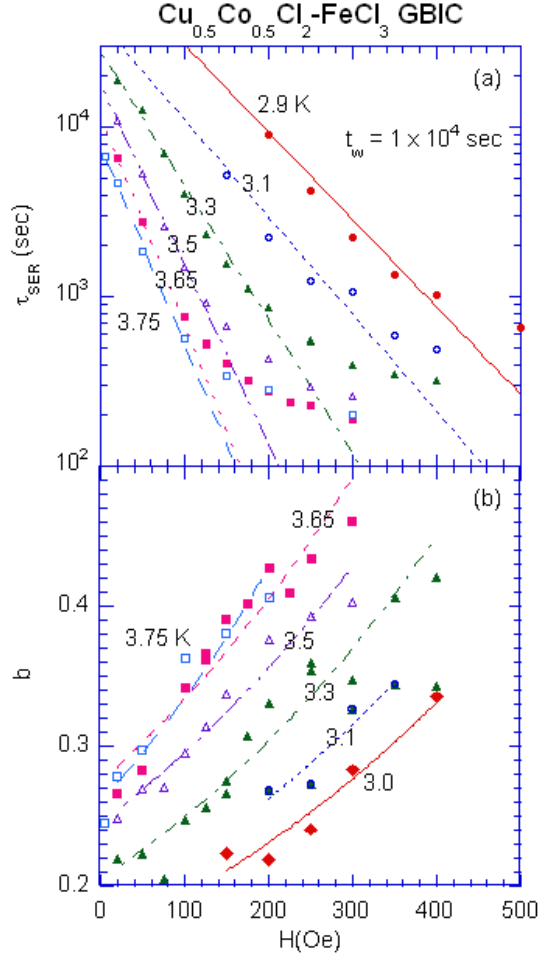 Cu0.5Co0.5Cl2-FeCl3 GBIC
(a)
2.9 K
tw = 1 x 10^4 sec
10^4
3.1
3.3
3.5
3.65
3.75
τSER (sec)
10^3
10^2
(b)
3.65
3.75 K
3.5
3.3
3.1
3.0
b
0.4
0.3
0.2
0 100 200 300 400 500
H(Oe)